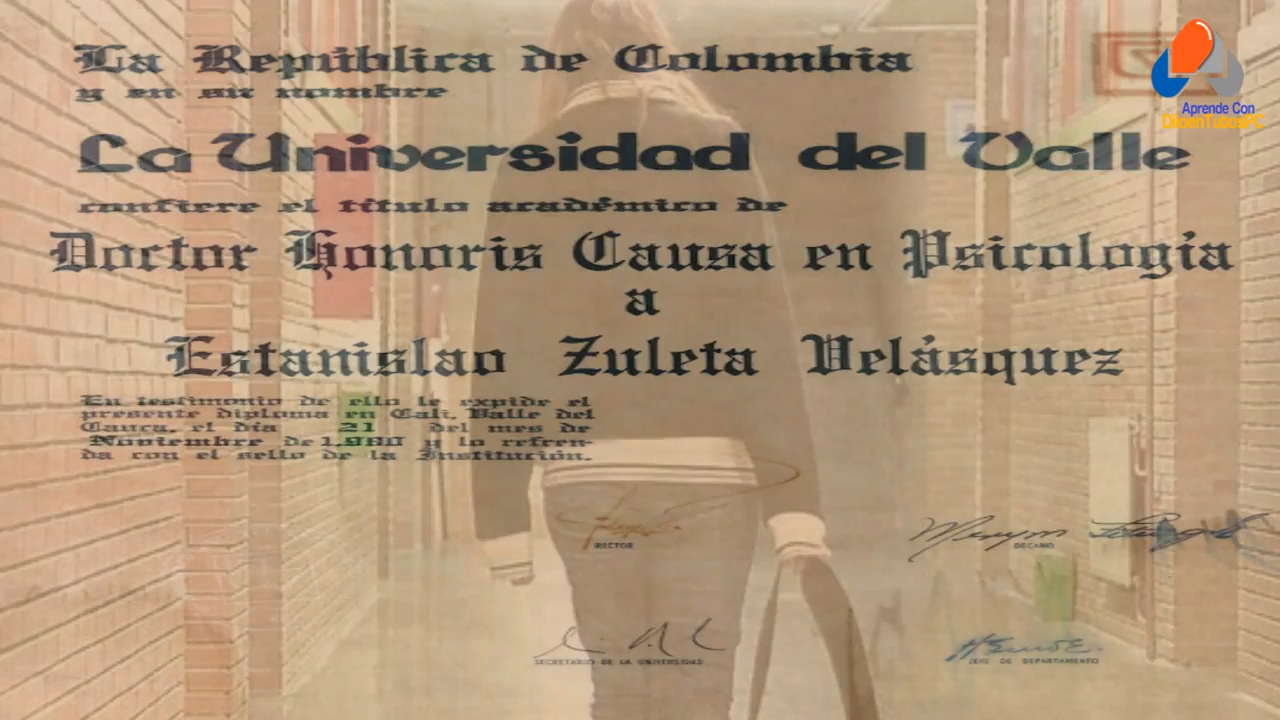 La República de Colombia
y en su nombre
La Universidad del Valle
confiere el título académico de
Doctor Honoris Causa en Psicología
a
Estanislao Zuleta Velásquez
En testimonio de ello le expide el
presente diploma en Cali, Valle del
Cauca, el día 21 del mes de
Noviembre de 1.980 y lo refren-
da con el sello de la Institución.
RECTOR
DECANO
SECRETARIO DE LA UNIVERSIDAD
JEFE DE DEPARTAMENTO
Aprende Con
DiloenTutosPC